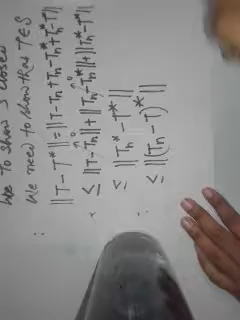 We to show S closed
We need to show that T∈S
||T-T*|| = ||T-Tn+Tn-Tn*+Tn*-T*||
≤ ||T-Tn|| + ||Tn-Tn*|| + ||Tn*-T*||
≤ ||Tn*-T*||
≤ ||(Tn-T)*||